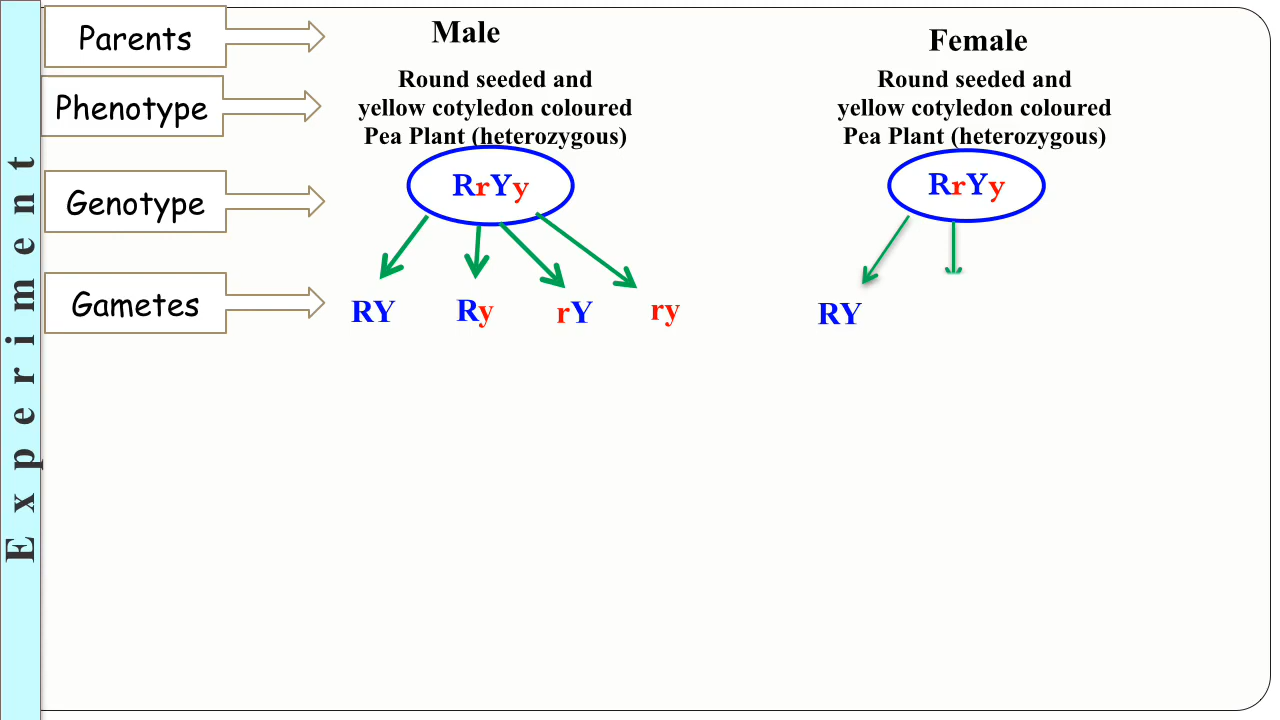 Experiment
Parents
Male
Female
Phenotype
Round seeded and
yellow cotyledon coloured
Pea Plant (heterozygous)
Round seeded and
yellow cotyledon coloured
Pea Plant (heterozygous)
Genotype
RrYy
RrYy
Gametes
RY Ry rY ry
RY